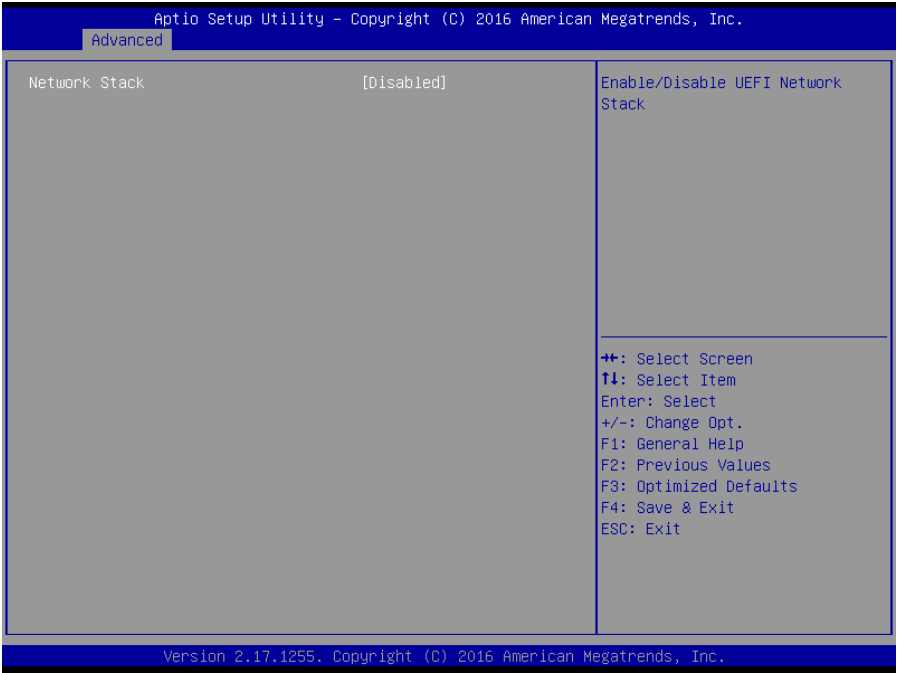 Aptio Setup Utility – Copyright (C) 2016 American Megatrends, Inc.
Advanced
Network Stack [Disabled]
Enable/Disable UEFI Network
Stack
→←: Select Screen
↑↓: Select Item
Enter: Select
+/-: Change Opt.
F1: General Help
F2: Previous Values
F3: Optimized Defaults
F4: Save & Exit
ESC: Exit
Version 2.17.1255. Copyright (C) 2016 American Megatrends, Inc.